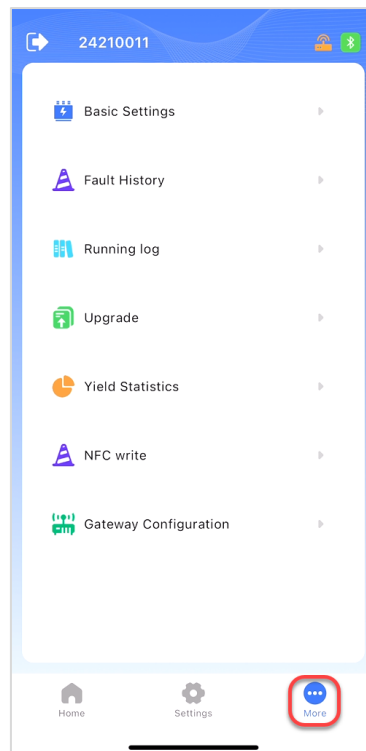 24210011
Basic Settings
Fault History
Running log
Upgrade
Yield Statistics
NFC write
Gateway Configuration
Home
Settings
More